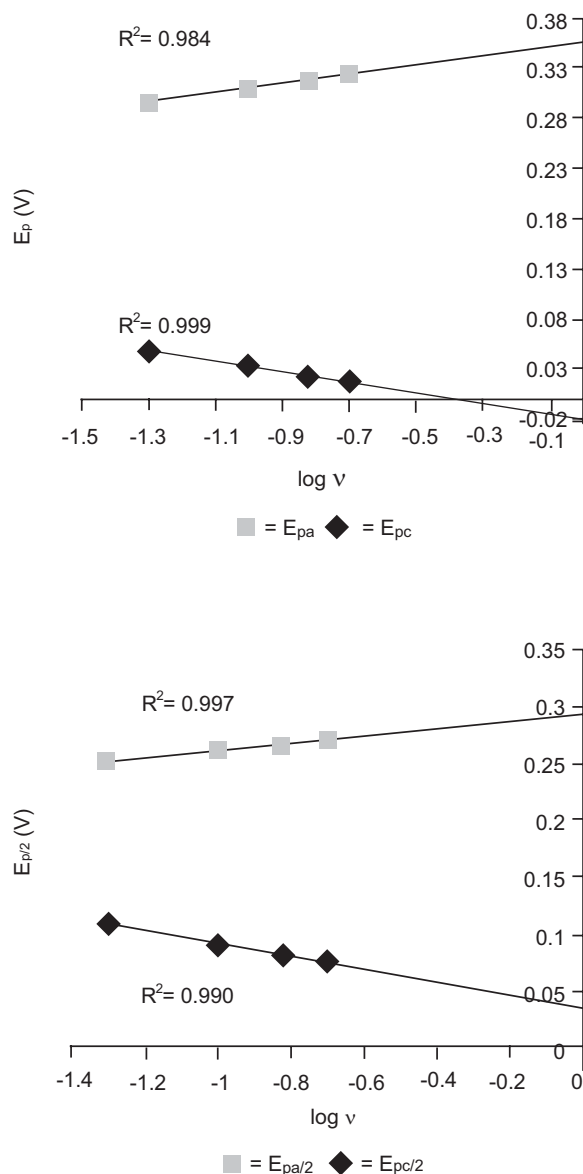 0.38
R²= 0.984
0.33
0.28
Eₚ (V)
0.23
0.18
0.13
0.08
R²= 0.999
0.03
-0.02
-1.5 -1.3 -1.1 -0.9 -0.7 -0.5 -0.3 -0.1
log ν
= Epa = Epc
0.35
R²= 0.997
0.3
0.25
Ep/2 (V)
0.2
0.15
0.1
R²= 0.990
0.05
0
-1.4 -1.2 -1 -0.8 -0.6 -0.4 -0.2 0
log ν
= Epa/2 = Epc/2